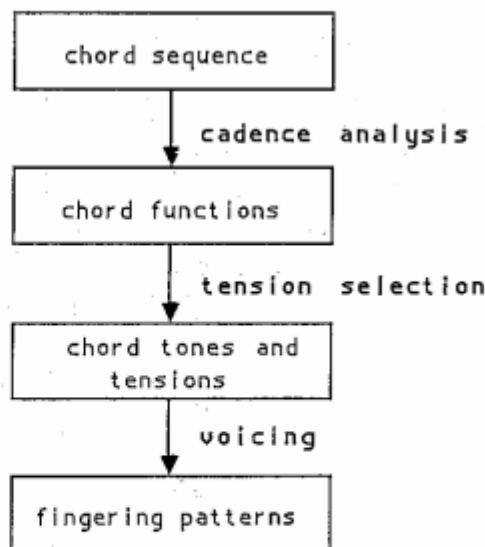 chord sequence
cadence analysis
chord functions
tension selection
chord tones and
tensions
voicing
fingering patterns